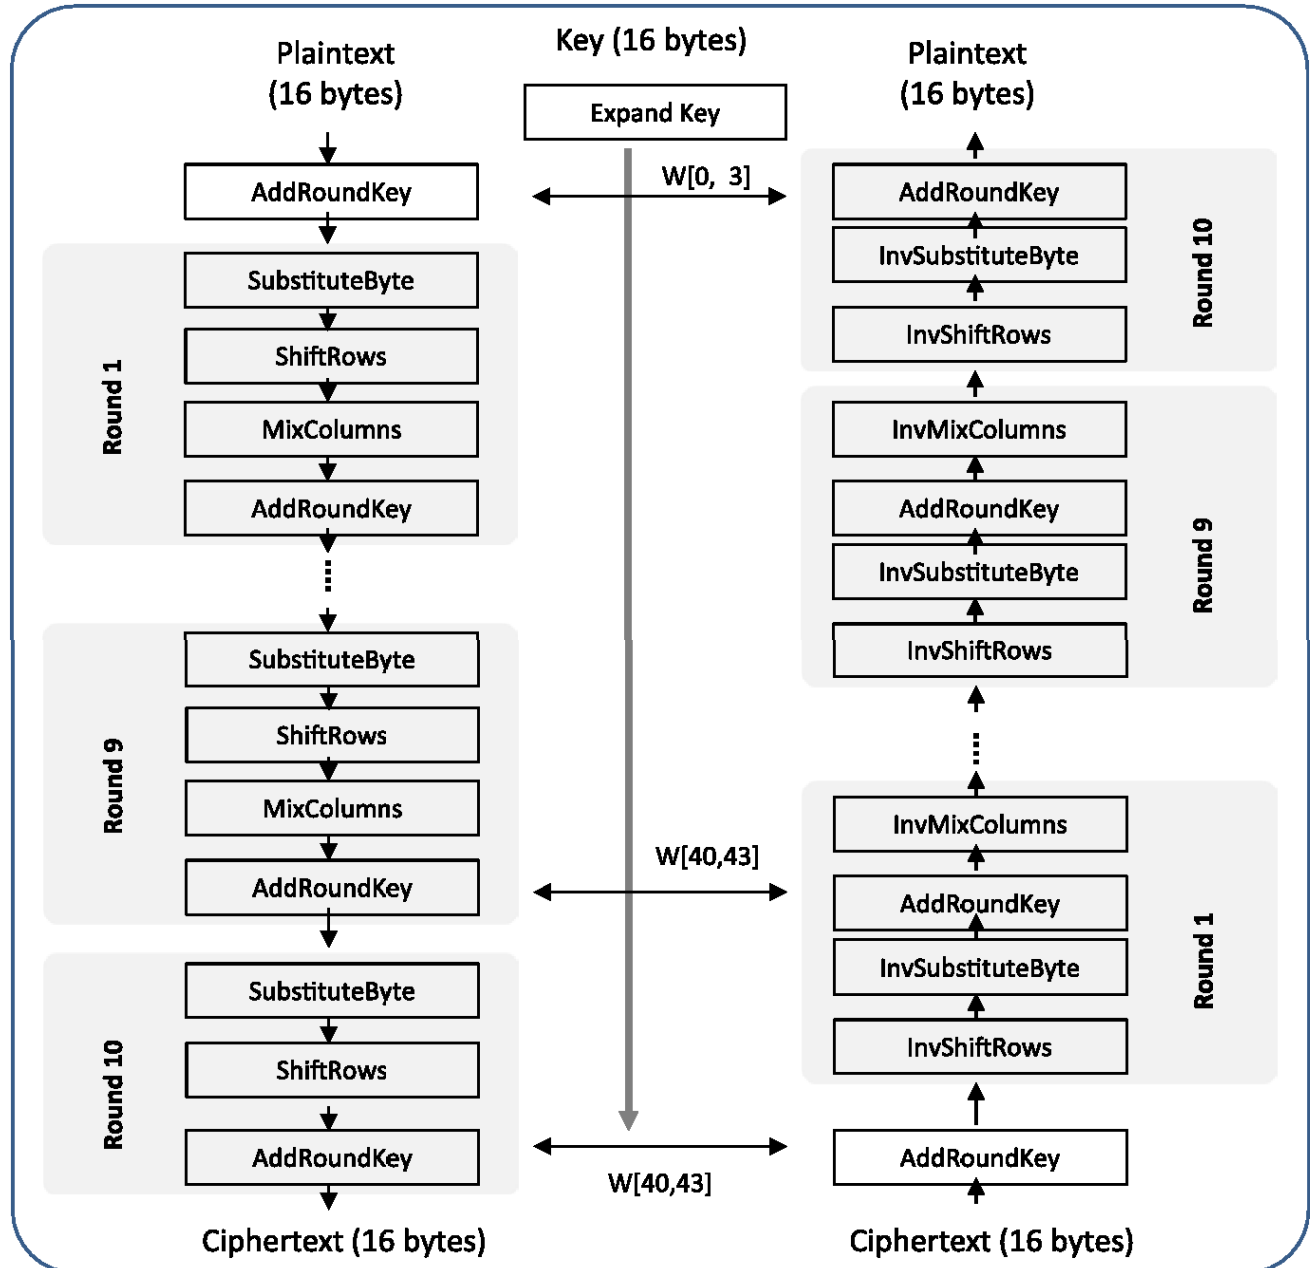 Plaintext
(16 bytes)
AddRoundKey
Round 1
SubstituteByte
ShiftRows
MixColumns
AddRoundKey
.....
Round 9
SubstituteByte
ShiftRows
MixColumns
AddRoundKey
Round 10
SubstituteByte
ShiftRows
AddRoundKey
Ciphertext (16 bytes)
Key (16 bytes)
Expand Key
W[0, 3]
W[40,43]
W[40,43]
Plaintext
(16 bytes)
AddRoundKey
InvSubstituteByte
InvShiftRows
Round 10
InvMixColumns
AddRoundKey
InvSubstituteByte
InvShiftRows
Round 9
.....
InvMixColumns
AddRoundKey
InvSubstituteByte
InvShiftRows
Round 1
AddRoundKey
Ciphertext (16 bytes)